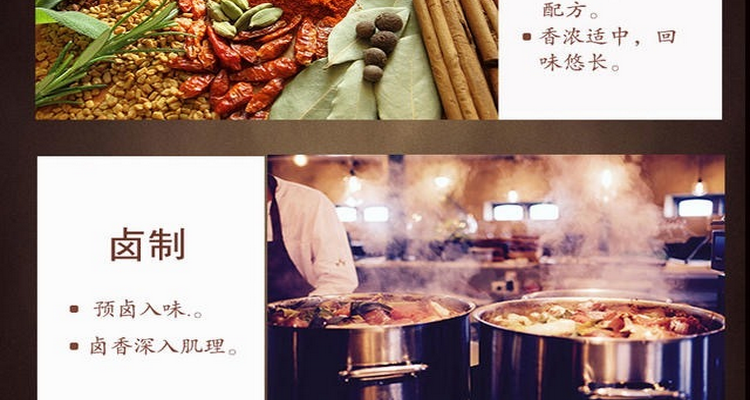 配方。
香浓适中，回
味悠长。
卤制
预卤入味.。
卤香深入肌理。